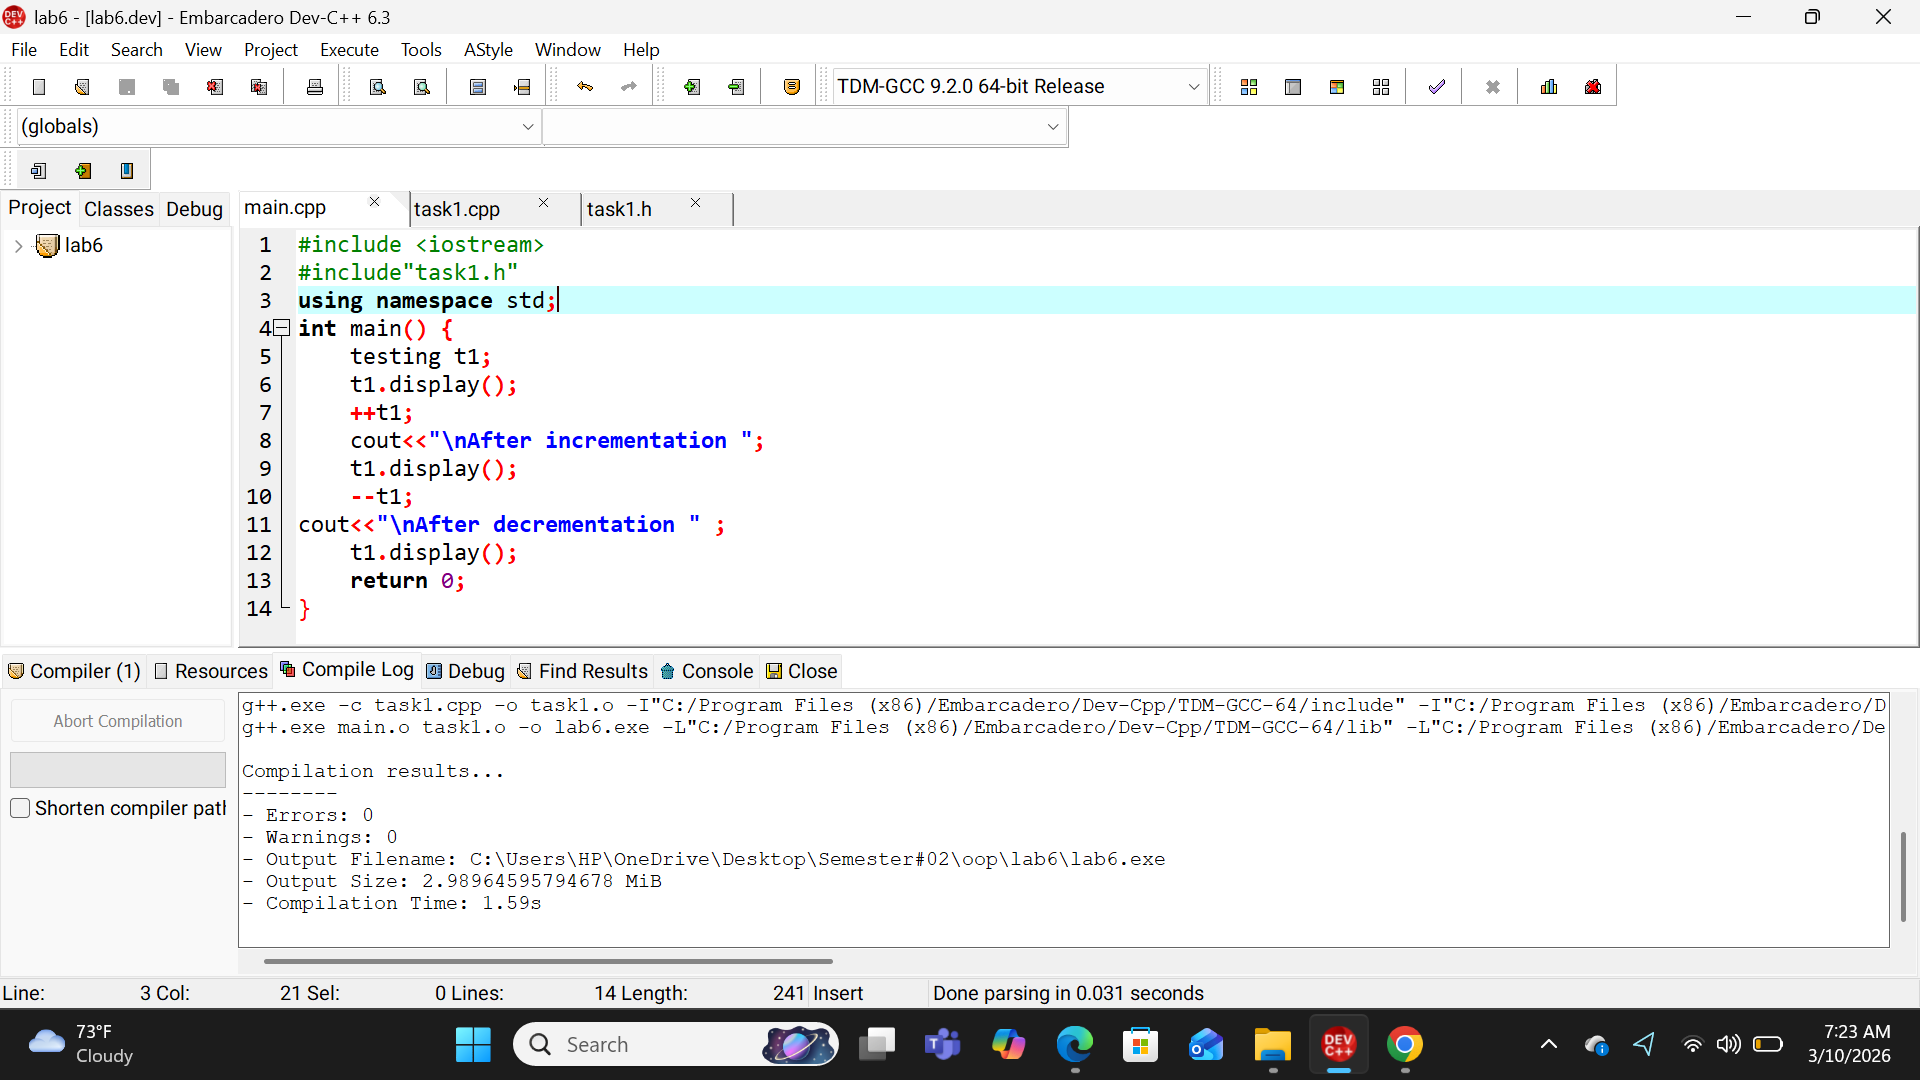 lab6 - [lab6.dev] - Embarcadero Dev-C++ 6.3
File Edit Search View Project Execute Tools AStyle Window Help
TDM-GCC 9.2.0 64-bit Release
(globals)
Project Classes Debug main.cpp task1.cpp task1.h
lab6
1 #include <iostream>
2 #include"task1.h"
3 using namespace std;
4 int main() {
5 testing t1;
6 t1.display();
7 ++t1;
8 cout<<"\nAfter incrementation ";
9 t1.display();
10 --t1;
11 cout<<"\nAfter decrementation " ;
12 t1.display();
13 return 0;
14 }
Compiler (1) Resources Compile Log Debug Find Results Console Close
Abort Compilation
Shorten compiler path
g++.exe -c task1.cpp -o task1.o -I"C:/Program Files (x86)/Embarcadero/Dev-Cpp/TDM-GCC-64/include" -I"C:/Program Files (x86)/Embarcadero/D
g++.exe main.o task1.o -o lab6.exe -L"C:/Program Files (x86)/Embarcadero/Dev-Cpp/TDM-GCC-64/lib" -L"C:/Program Files (x86)/Embarcadero/De
Compilation results...
--------
- Errors: 0
- Warnings: 0
- Output Filename: C:\Users\HP\OneDrive\Desktop\Semester#02\oop\lab6\lab6.exe
- Output Size: 2.98964595794678 MiB
- Compilation Time: 1.59s
Line: 3 Col: 21 Sel: 0 Lines: 14 Length: 241 Insert Done parsing in 0.031 seconds
73°F
Cloudy
Search
DEV C++
7:23 AM
3/10/2026